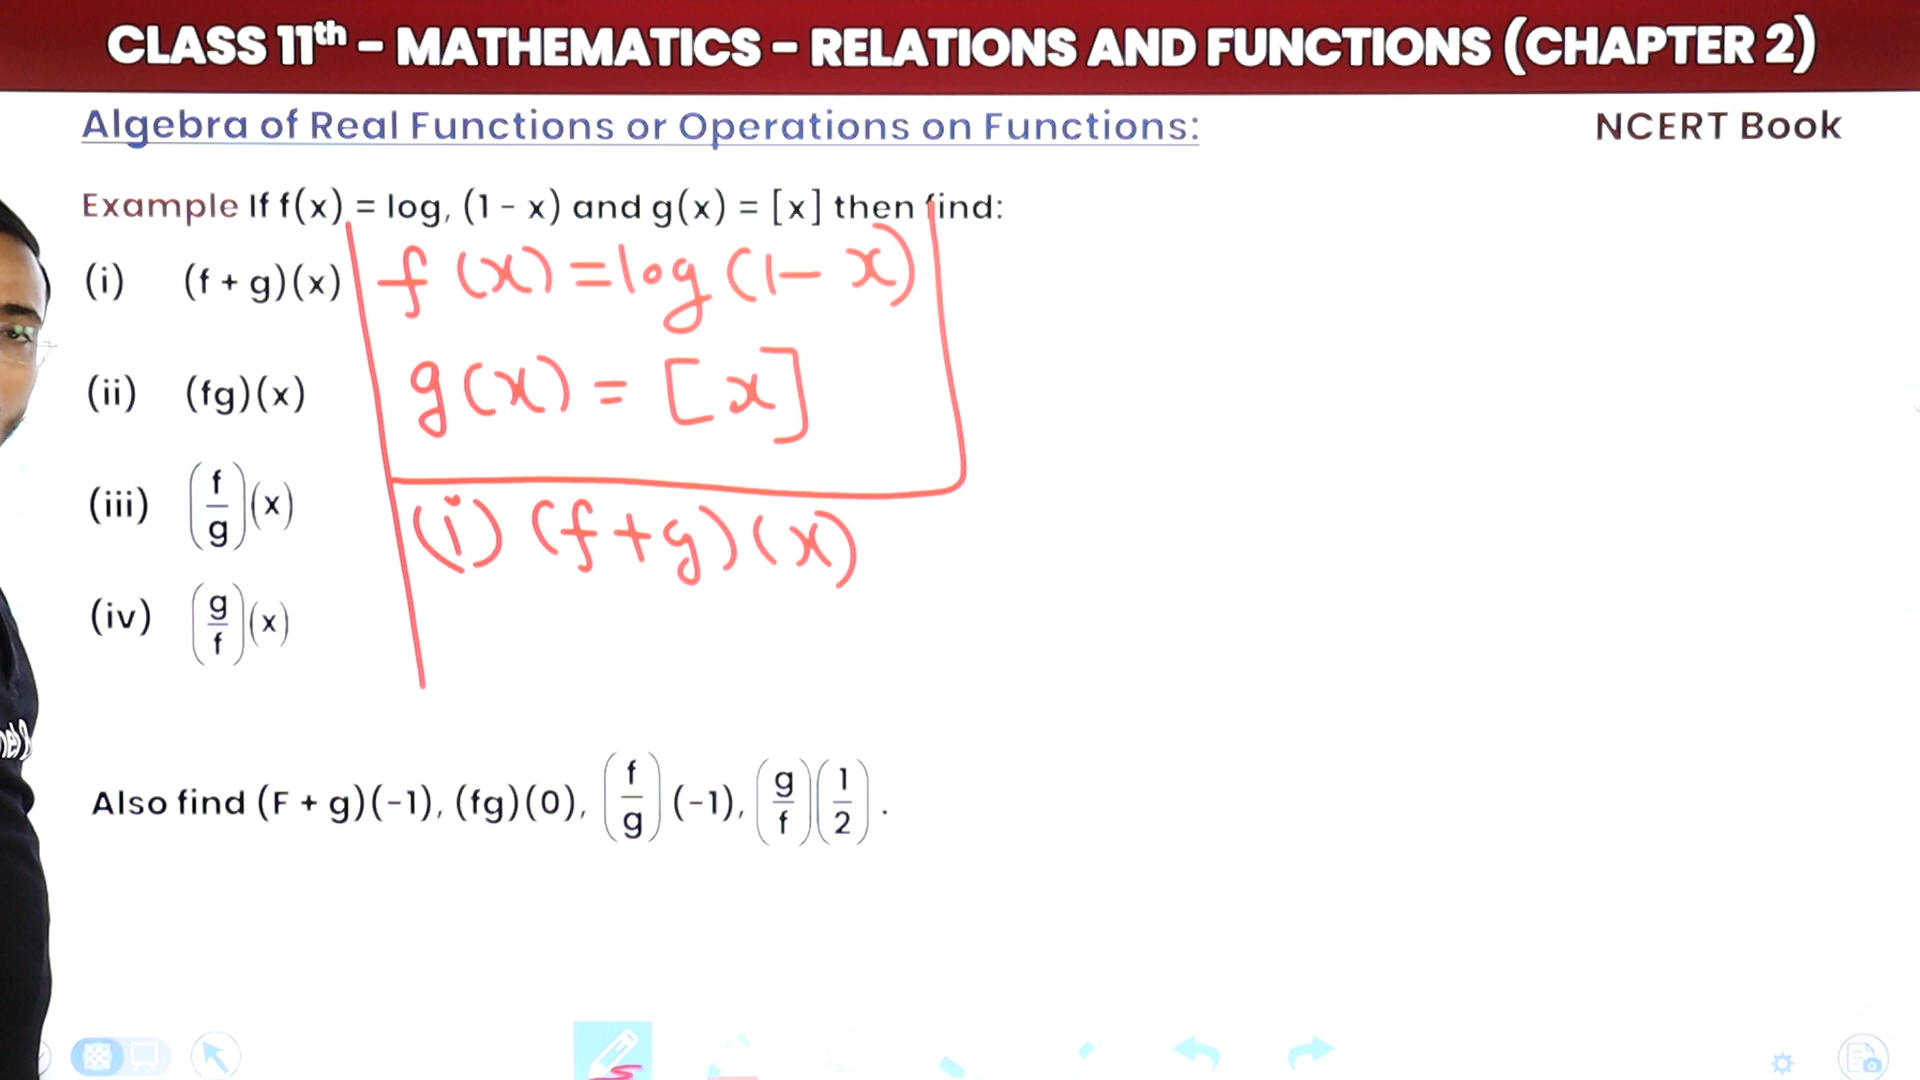 CLASS 11th – MATHEMATICS – RELATIONS AND FUNCTIONS (CHAPTER 2)
Algebra of Real Functions or Operations on Functions:
NCERT Book
Example If f(x) = log, (1 - x) and g(x) = [x] then find:
(i) (f + g)(x)
f(x) = log(1-x)
(ii) (fg)(x)
g(x) = [x]
(iii) (f/g)(x)
(i) (f+g)(x)
(iv) (g/f)(x)
Also find (F + g)(-1), (fg)(0), (f/g)(-1), (g/f)(1/2).